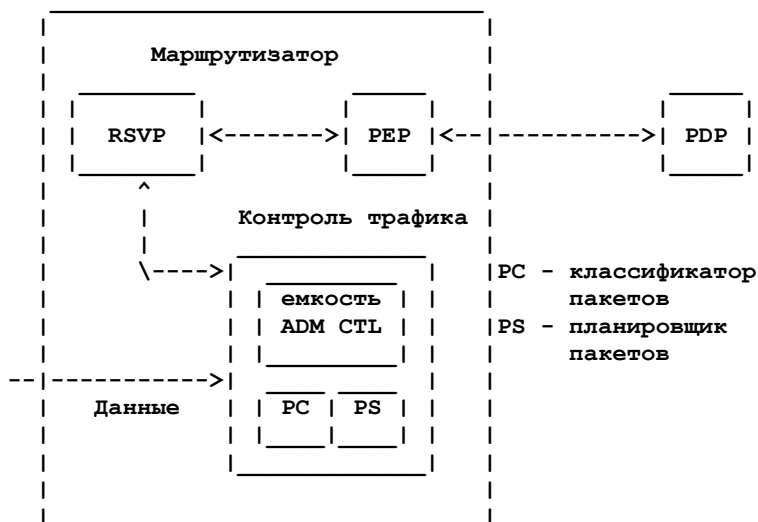 Маршрутизатор
RSVP PEP PDP
Контроль трафика
PC - классификатор
емкость пакетов
ADM CTL PS - планировщик
пакетов
Данные PC PS